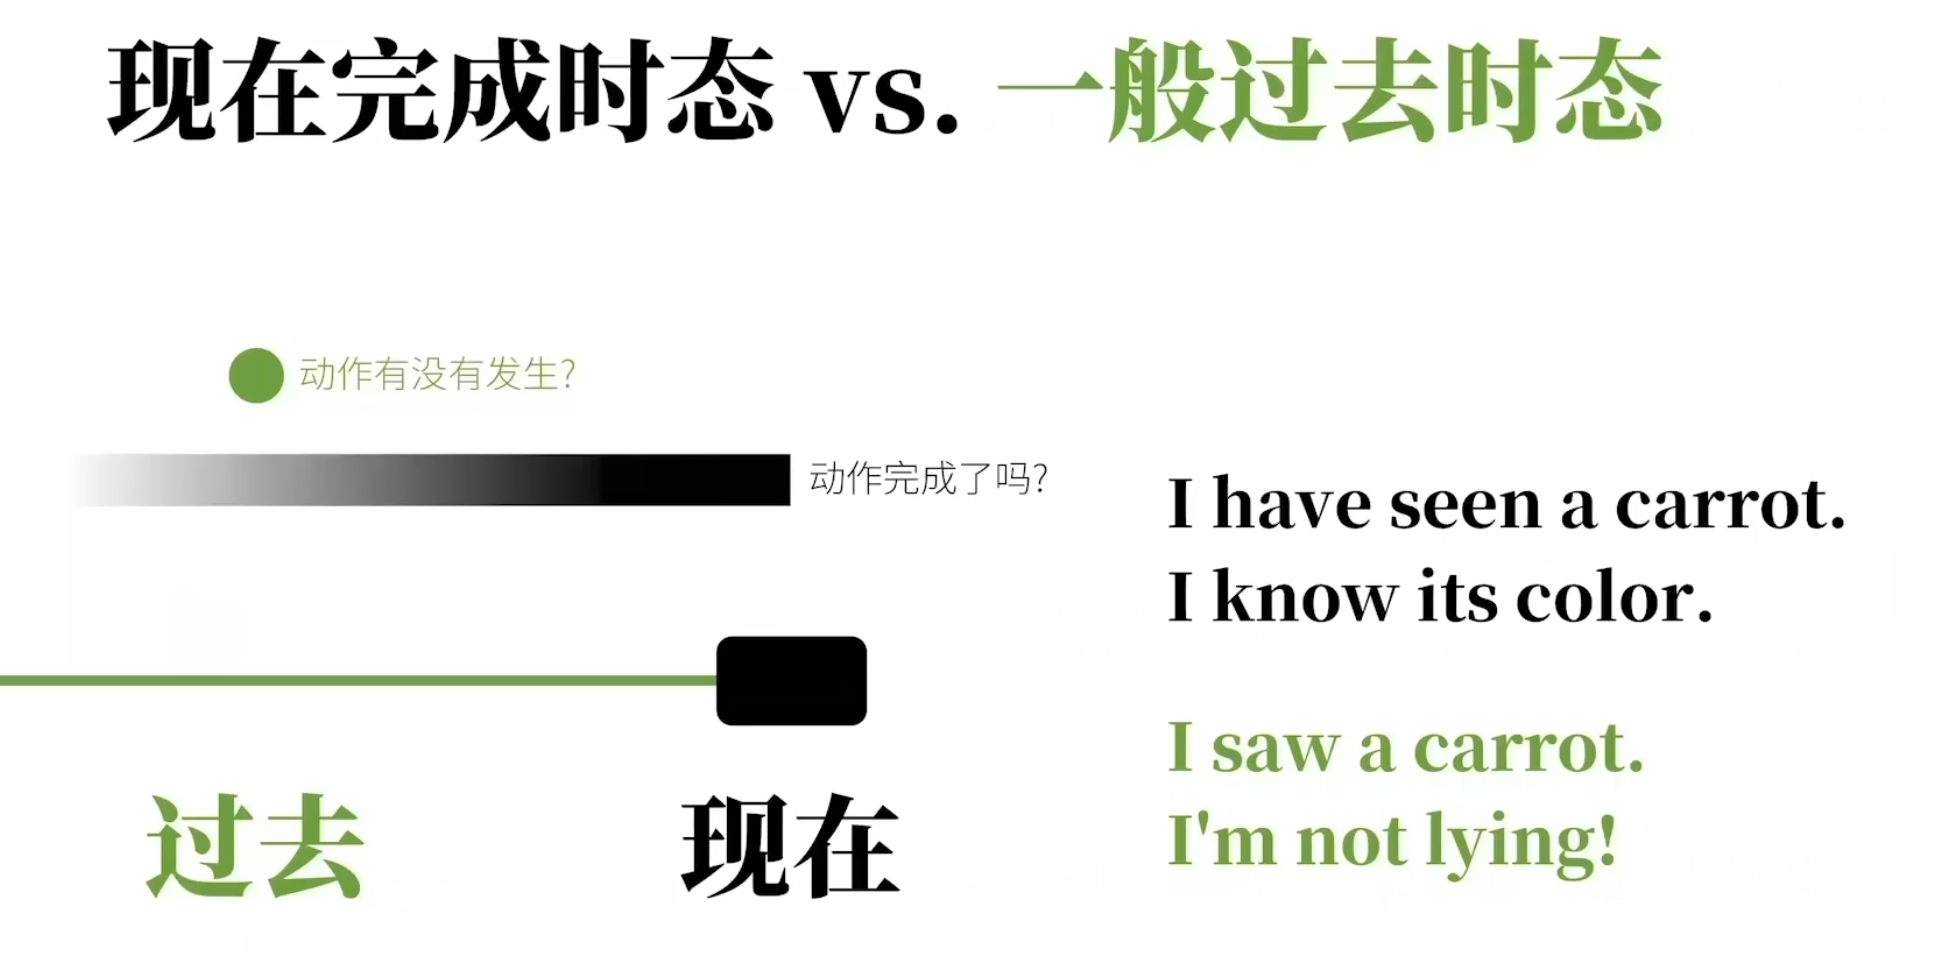 现在完成时态 vs. 一般过去时态
动作有没有发生?
动作完成了吗?
I have seen a carrot.
I know its color.
I saw a carrot.
I'm not lying!
过去
现在